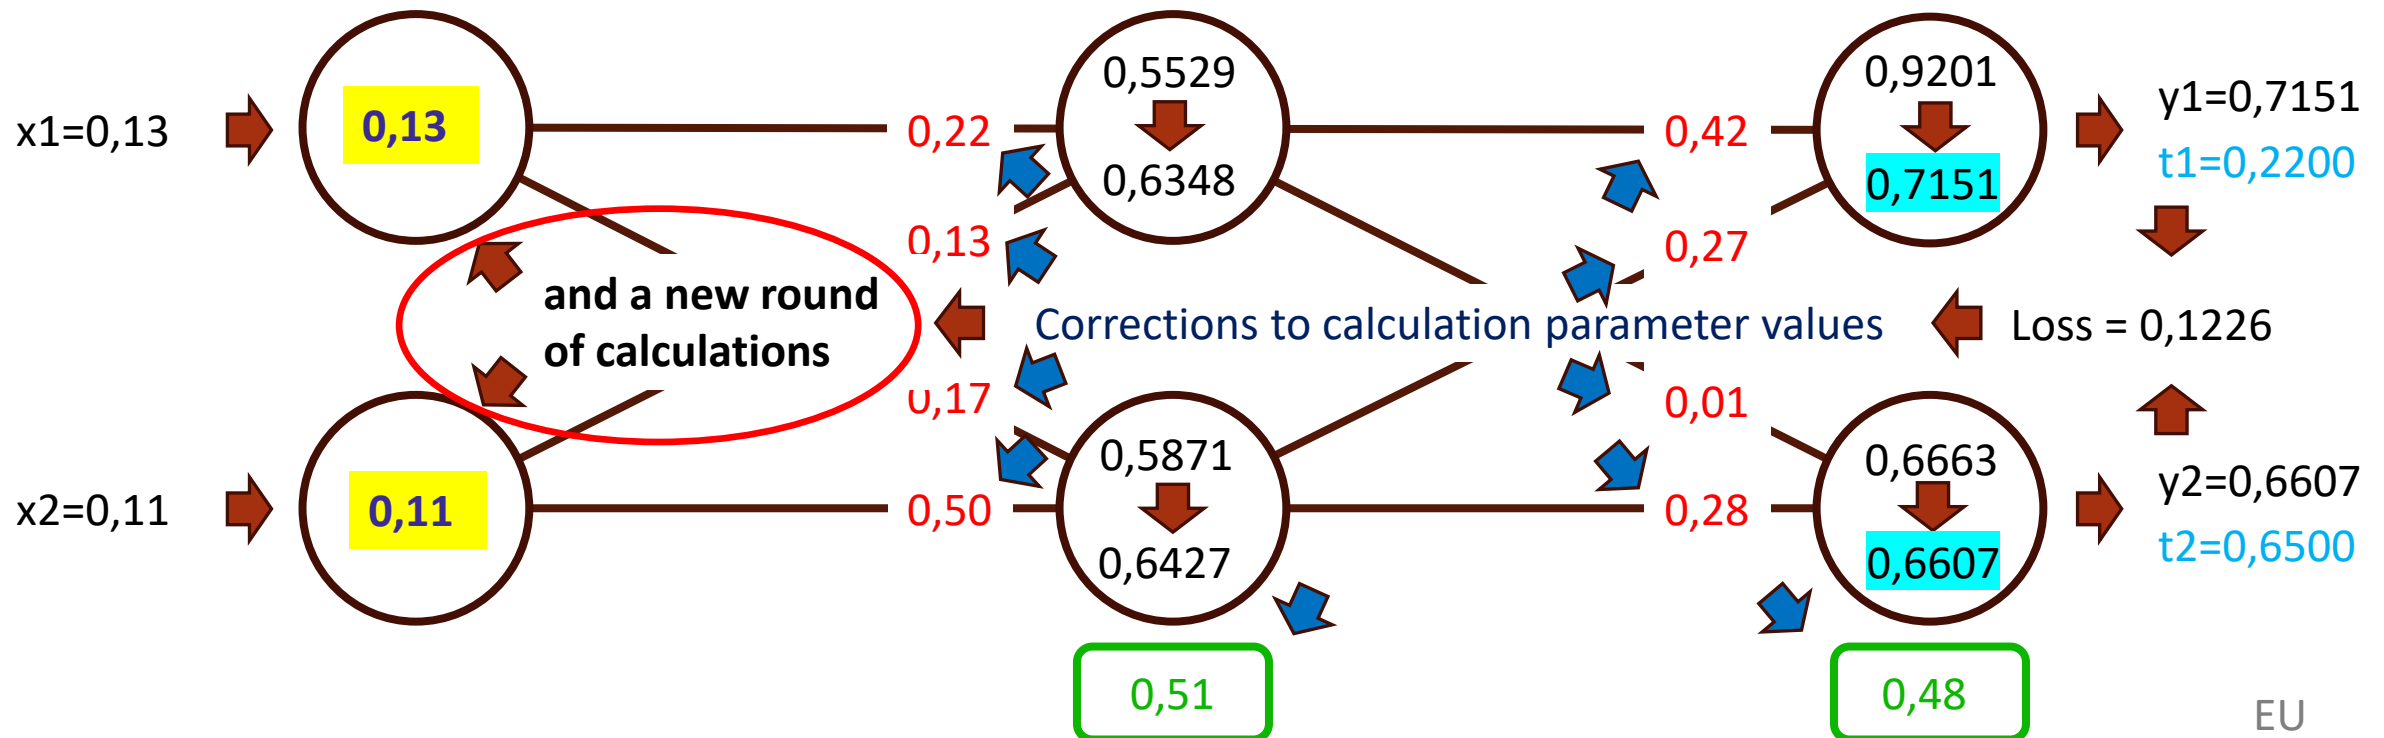 x1=0,13
0,13
0,22
0,5529
0,6348
0,42
0,9201
0,7151
y1=0,7151
t1=0,2200
0,13
0,27
and a new round
of calculations
Corrections to calculation parameter values
Loss = 0,1226
0,17
0,01
x2=0,11
0,11
0,50
0,5871
0,6427
0,28
0,6663
0,6607
y2=0,6607
t2=0,6500
0,51
0,48
EU